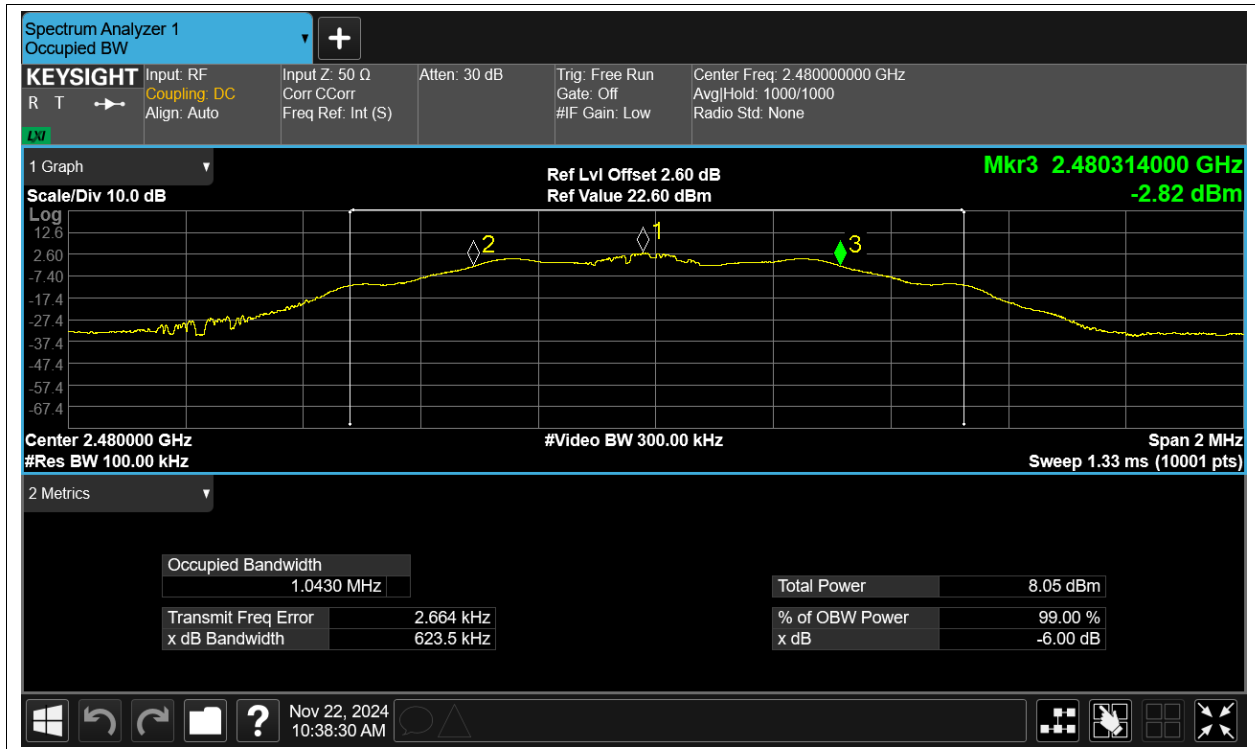 Spectrum Analyzer 1
Occupied BW
KEYSIGHT
R T
LXI
Input: RF
Coupling: DC
Align: Auto
Input Z: 50 Ω
Corr CCorr
Freq Ref: Int (S)
Atten: 30 dB
Trig: Free Run
Gate: Off
#IF Gain: Low
Center Freq: 2.480000000 GHz
Avg|Hold: 1000/1000
Radio Std: None
1 Graph
Scale/Div 10.0 dB
Ref Lvl Offset 2.60 dB
Ref Value 22.60 dBm
Mkr3 2.480314000 GHz
-2.82 dBm
Log
12.6
2.60
-7.40
-17.4
-27.4
-37.4
-47.4
-57.4
-67.4
2
1
3
Center 2.480000 GHz
#Res BW 100.00 kHz
#Video BW 300.00 kHz
Span 2 MHz
Sweep 1.33 ms (10001 pts)
2 Metrics
Occupied Bandwidth
1.0430 MHz
Transmit Freq Error 2.664 kHz
x dB Bandwidth 623.5 kHz
Total Power 8.05 dBm
% of OBW Power 99.00 %
x dB -6.00 dB
?
Nov 22, 2024
10:38:30 AM